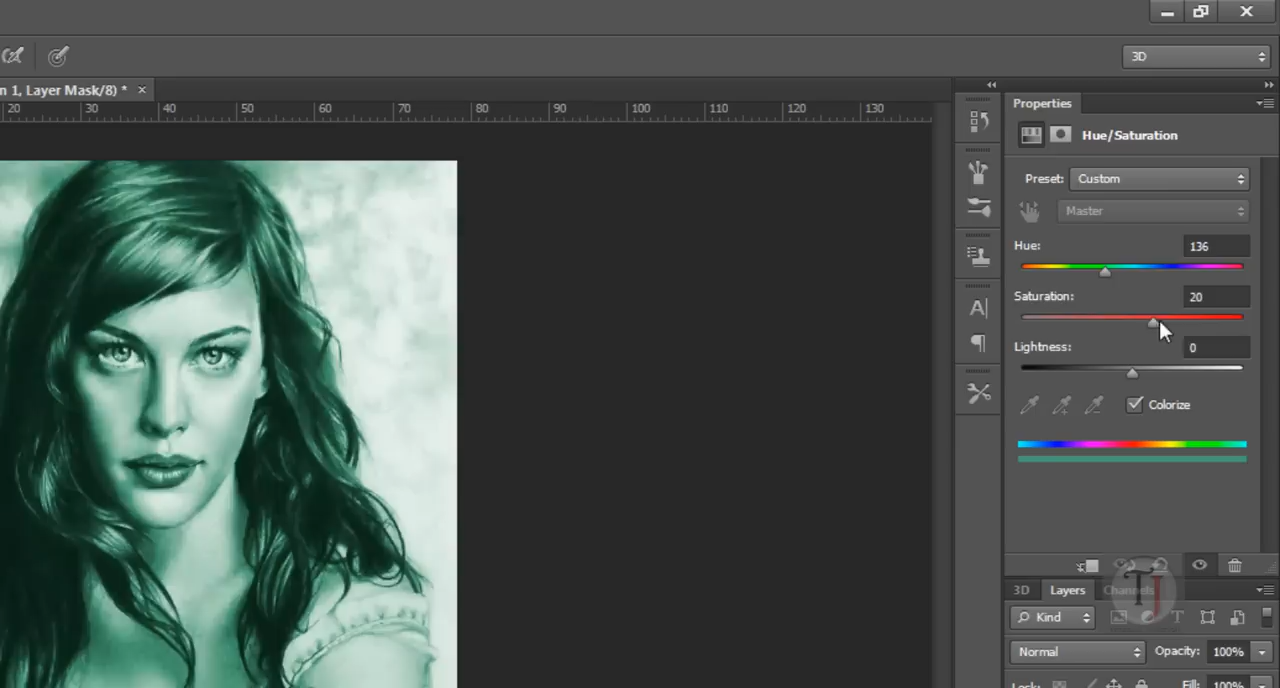 3D
n 1, Layer Mask/8) * ×
20 30 40 50 60 70 80 90 100 110 120 130
Properties
Hue/Saturation
Preset: Custom
Master
Hue: 136
Saturation: 20
Lightness: 0
Colorize
3D Layers Channels
TJ
Kind
Normal Opacity: 100%
Lock: Fill: 100%